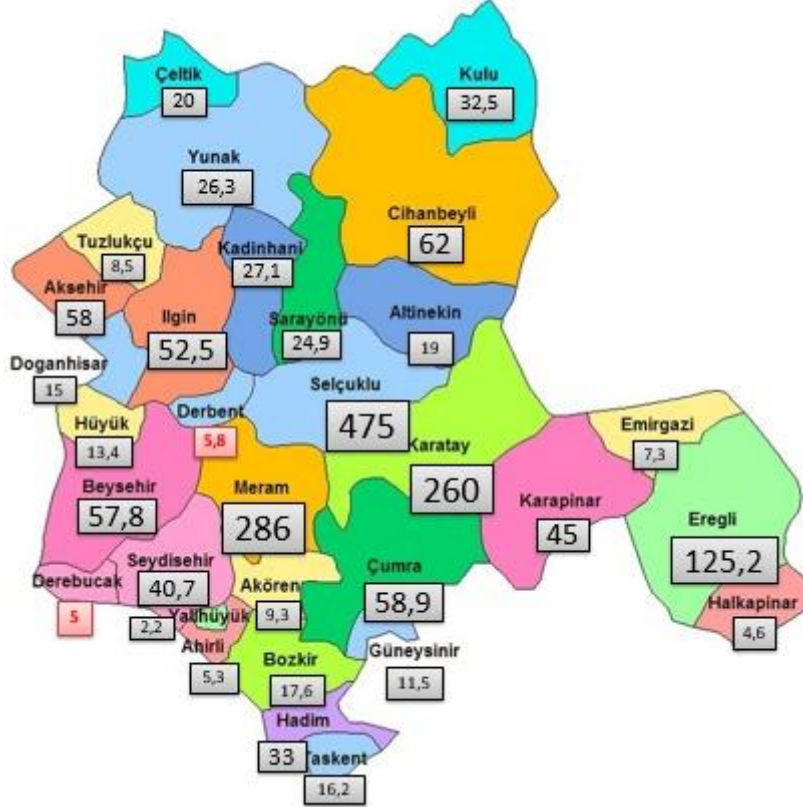 Çeltik
20
Kulu
32,5
Yunak
26,3
Cihanbeyli
62
Tuzlukçu
8,5
Kadinhani
27,1
Aksehir
58
Ilgin
52,5
Sarayönü
24,9
Altinekin
19
Doganhisar
15
Selçuklu
475
Derbent
5,8
Hüyük
13,4
Emirgazi
7,3
Karatay
260
Beysehir
57,8
Meram
286
Karapinar
45
Eregli
125,2
Seydisehir
40,7
Derebucak
5
Akören
9,3
Çumra
58,9
Halkapinar
4,6
Yalihüyük
2,2
Ahirli
5,3
Bozkir
17,6
Güneysinir
11,5
Hadim
33
Taskent
16,2